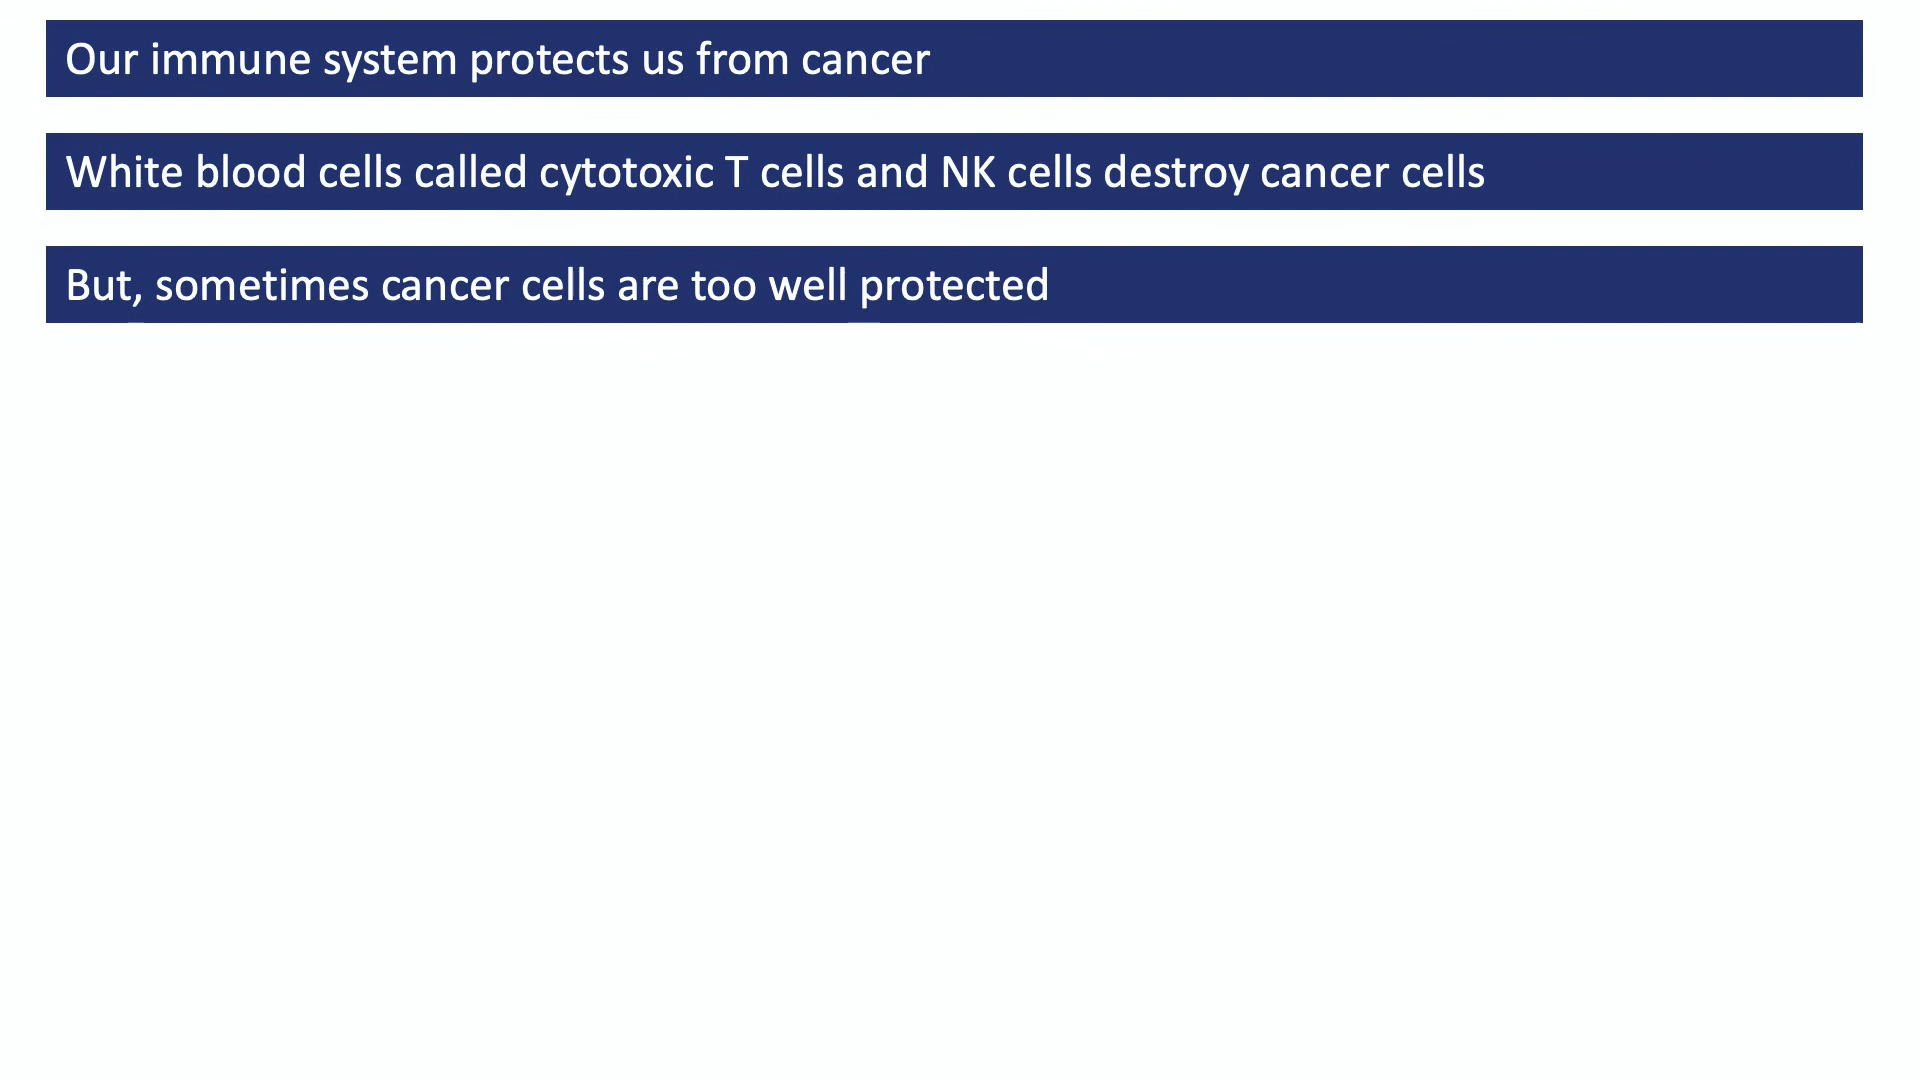 Our immune system protects us from cancer
White blood cells called cytotoxic T cells and NK cells destroy cancer cells
But, sometimes cancer cells are too well protected